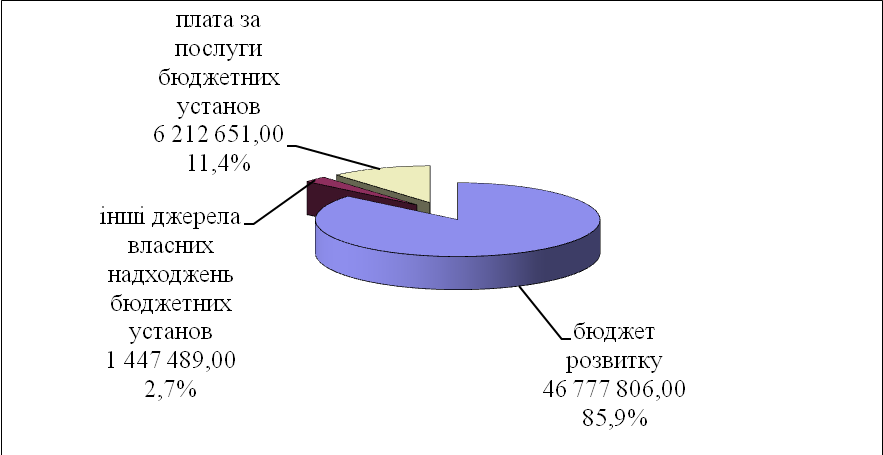 плата за
послуги
бюджетних
установ
6 212 651,00
11,4%
інші джерела
власних
надходжень
бюджетних
установ
1 447 489,00
2,7%
бюджет
розвитку
46 777 806,00
85,9%